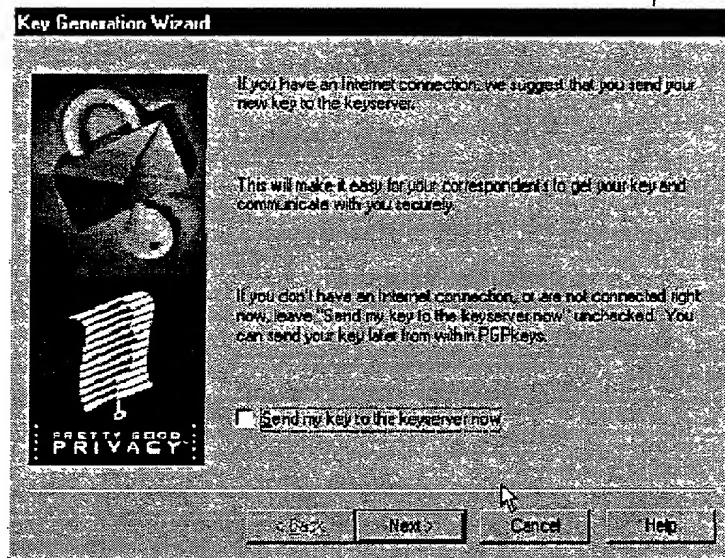 Key Generation Wizard
If you have an Internet connection, we suggest that you send your
new key to the keyserver.
This will make it easy for your correspondents to get your key and
communicate with you securely.
If you don't have an Internet connection, or are not connected right
now, leave "Send my key to the keyserver now" unchecked. You
can send your key later from within PGPkeys.
Send my key to the keyserver now
PRETTY GOOD
PRIVACY
< Back
Next >
Cancel
Help